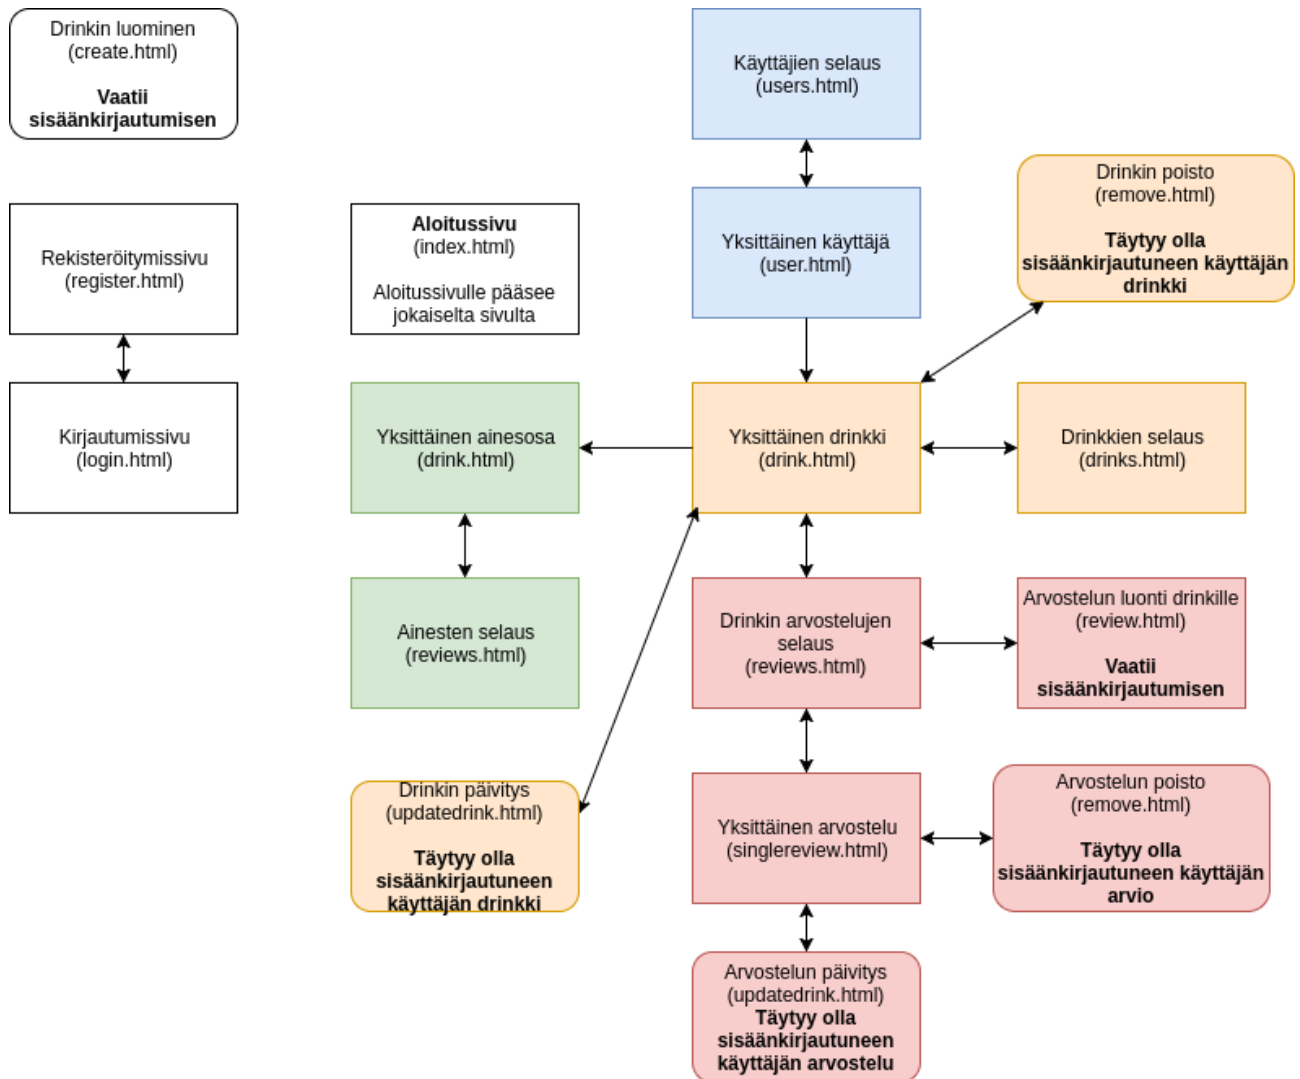 Drinkin luominen
(create.html)
Vaatii
sisäänkirjautumisen
Käyttäjien selaus
(users.html)
Drinkin poisto
(remove.html)
Täytyy olla
sisäänkirjautuneen käyttäjän
drinkki
Rekisteröitymissivu
(register.html)
Aloitussivu
(index.html)
Aloitussivulle pääsee
jokaiselta sivulta
Yksittäinen käyttäjä
(user.html)
Kirjautumissivu
(login.html)
Yksittäinen ainesosa
(drink.html)
Yksittäinen drinkki
(drink.html)
Drinkkien selaus
(drinks.html)
Ainesten selaus
(reviews.html)
Drinkin arvostelujen
selaus
(reviews.html)
Arvostelun luonti drinkille
(review.html)
Vaatii
sisäänkirjautumisen
Drinkin päivitys
(updatedrink.html)
Täytyy olla
sisäänkirjautuneen
käyttäjän drinkki
Yksittäinen arvostelu
(singlereview.html)
Arvostelun poisto
(remove.html)
Täytyy olla
sisäänkirjautuneen käyttäjän
arvio
Arvostelun päivitys
(updatedrink.html)
Täytyy olla
sisäänkirjautuneen
käyttäjän arvostelu